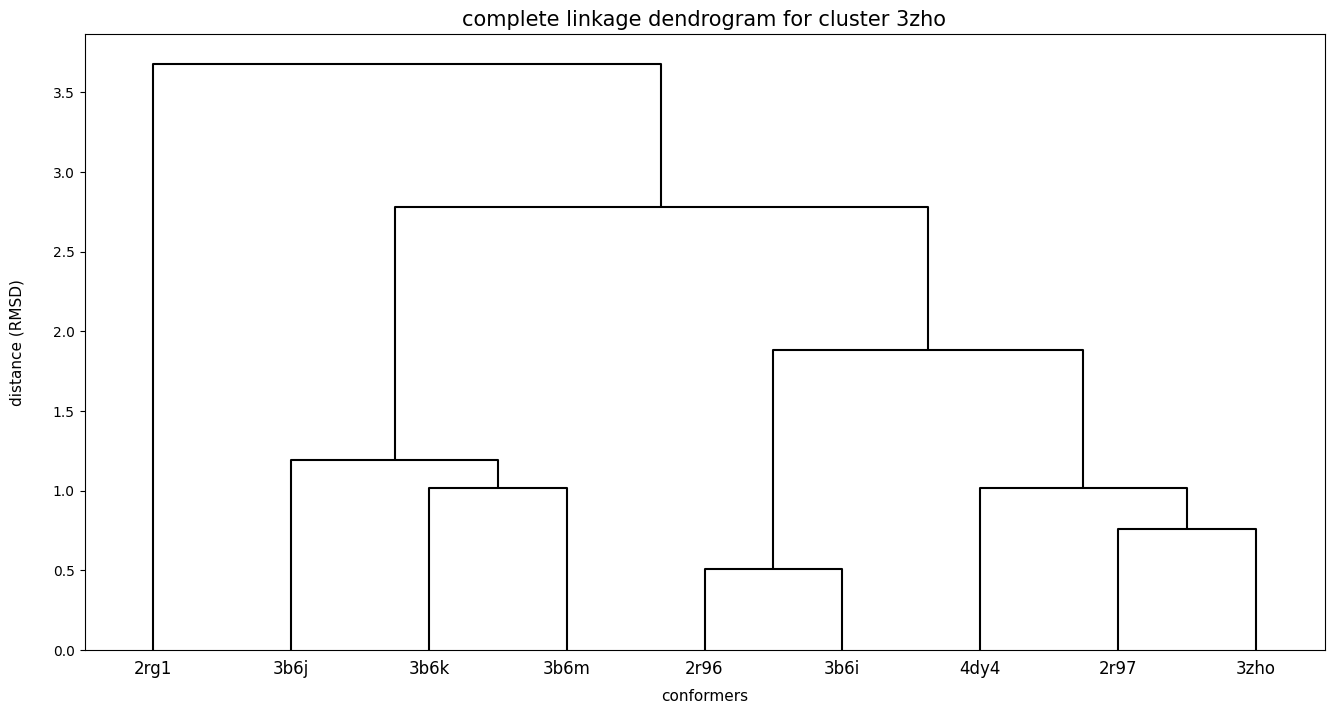 complete linkage dendrogram for cluster 3zho
distance (RMSD)
3.5
3.0
2.5
2.0
1.5
1.0
0.5
0.0
2rg1 3b6j 3b6k 3b6m 2r96 3b6i 4dy4 2r97 3zho
conformers